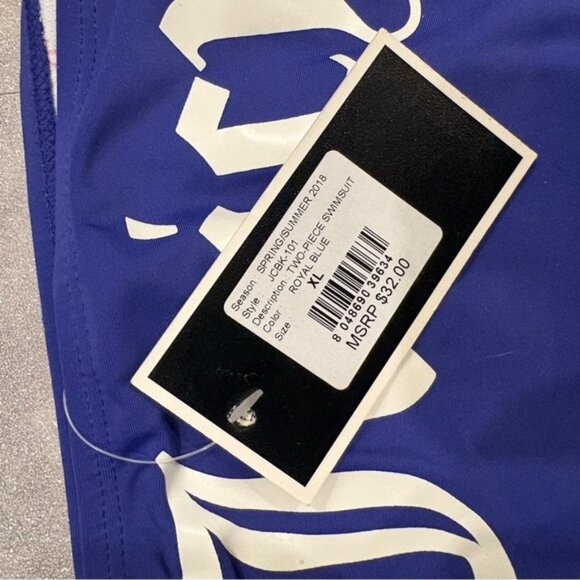 Season : SPRING/SUMMER 2018
Style : JCBK-101
Description : TWO-PIECE SWIMSUIT
Color : ROYAL BLUE
Size : XL
8 048690 39634
MSRP $32.00